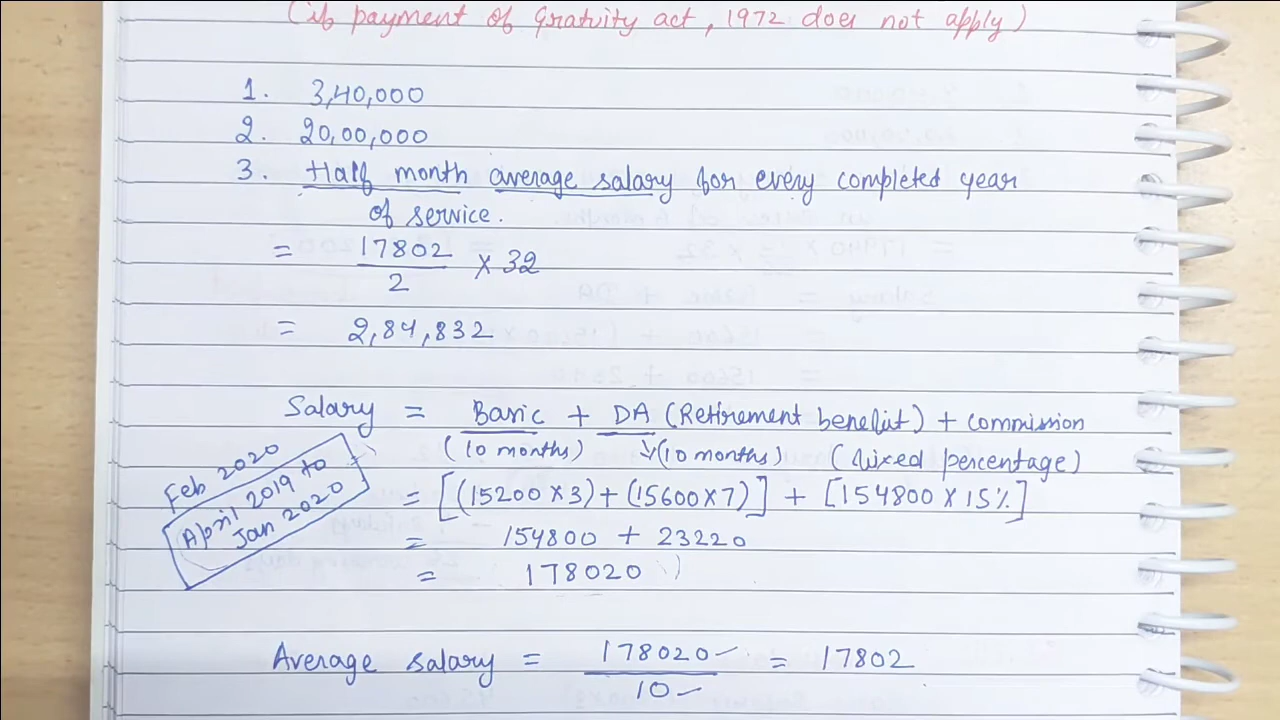 (if payment of Gratuity act, 1972 does not apply)
1. 3,40,000
2. 20,00,000
3. Half month average salary for every completed year
of service.
= 17802 / 2 × 32
= 2,84,832
Salary = Basic + DA (Retirement benefit) + commission
(10 months) (10 months) (fixed percentage)
Feb 2020
April 2019 to
Jan 2020
= [(15200×3)+(15600×7)] + [154800×15%]
= 154800 + 23220
= 178020
Average salary = 178020 / 10 = 17802